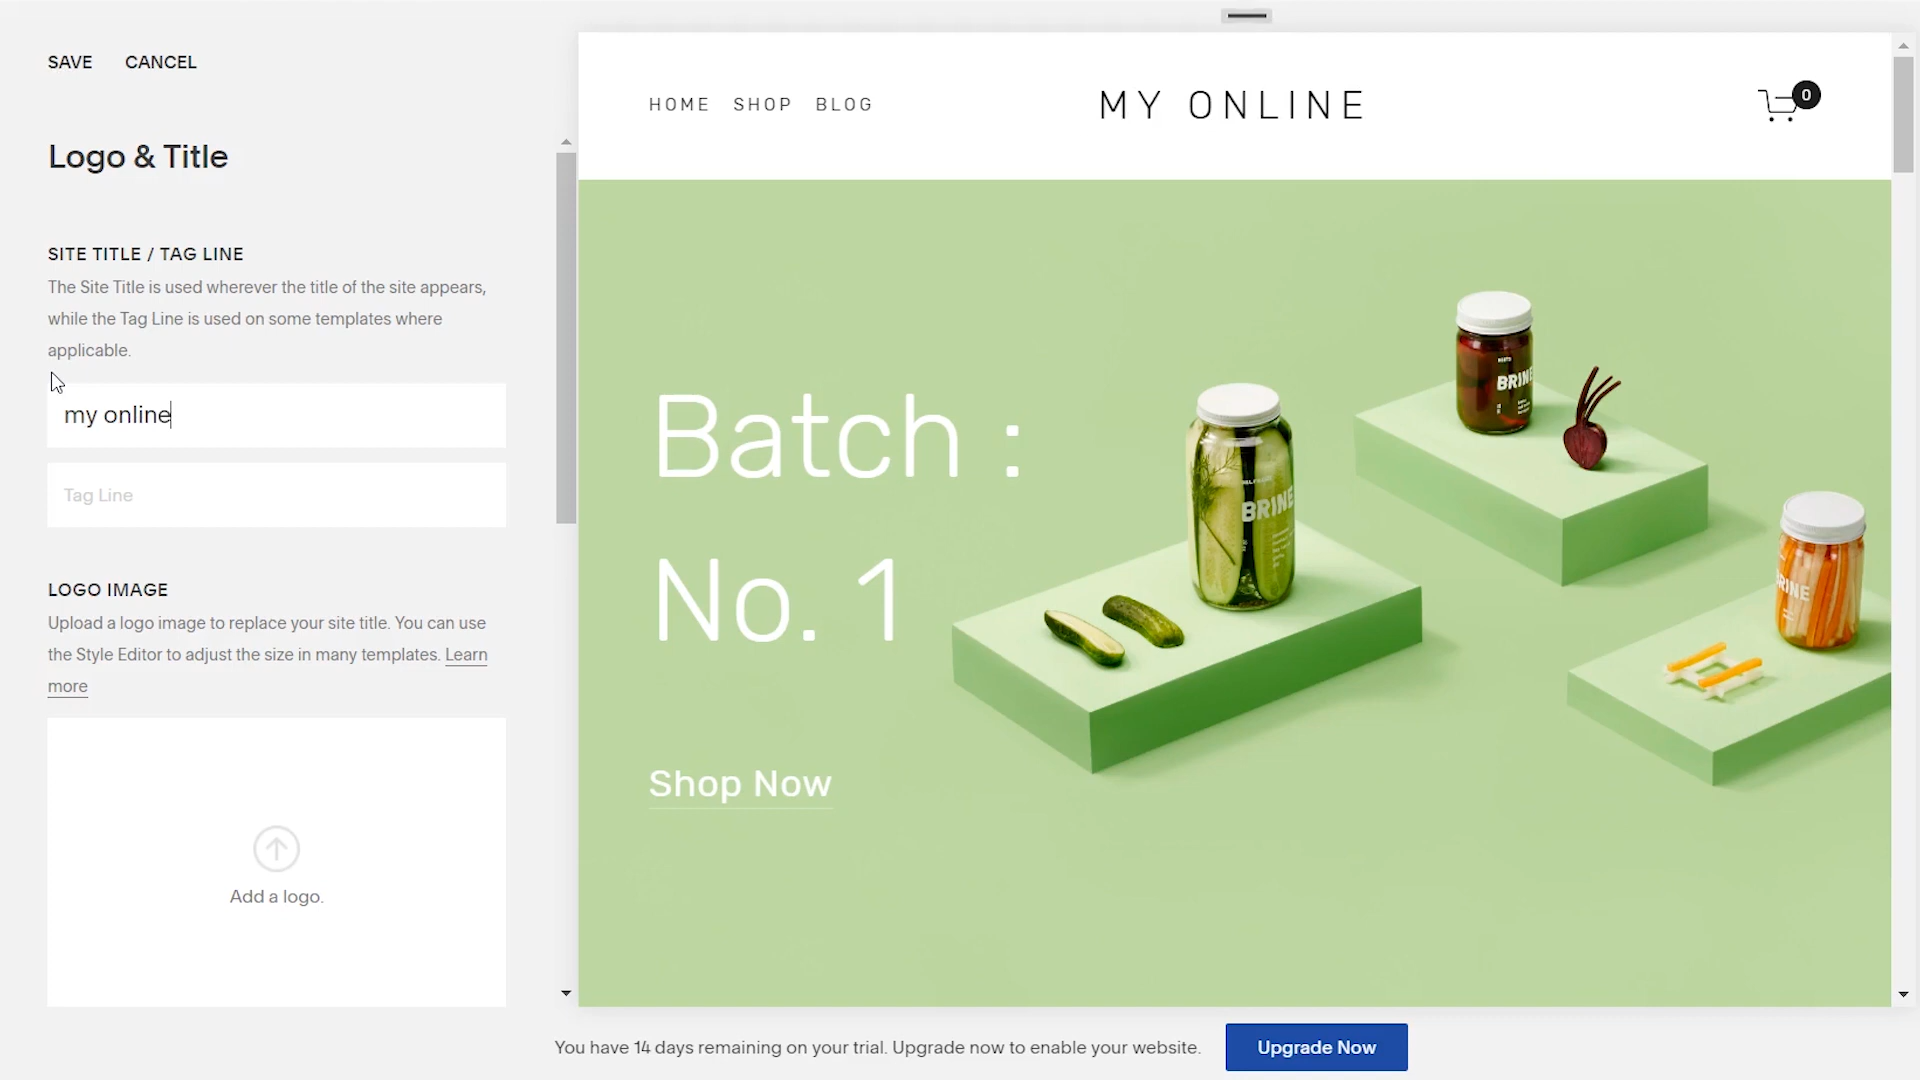 SAVE CANCEL
Logo & Title
SITE TITLE / TAG LINE
The Site Title is used wherever the title of the site appears,
while the Tag Line is used on some templates where
applicable.
my online
Tag Line
LOGO IMAGE
Upload a logo image to replace your site title. You can use
the Style Editor to adjust the size in many templates. Learn
more
Add a logo.
HOME SHOP BLOG
MY ONLINE
0
Batch :
No. 1
Shop Now
BRINE
BRINE
BRINE
You have 14 days remaining on your trial. Upgrade now to enable your website.
Upgrade Now